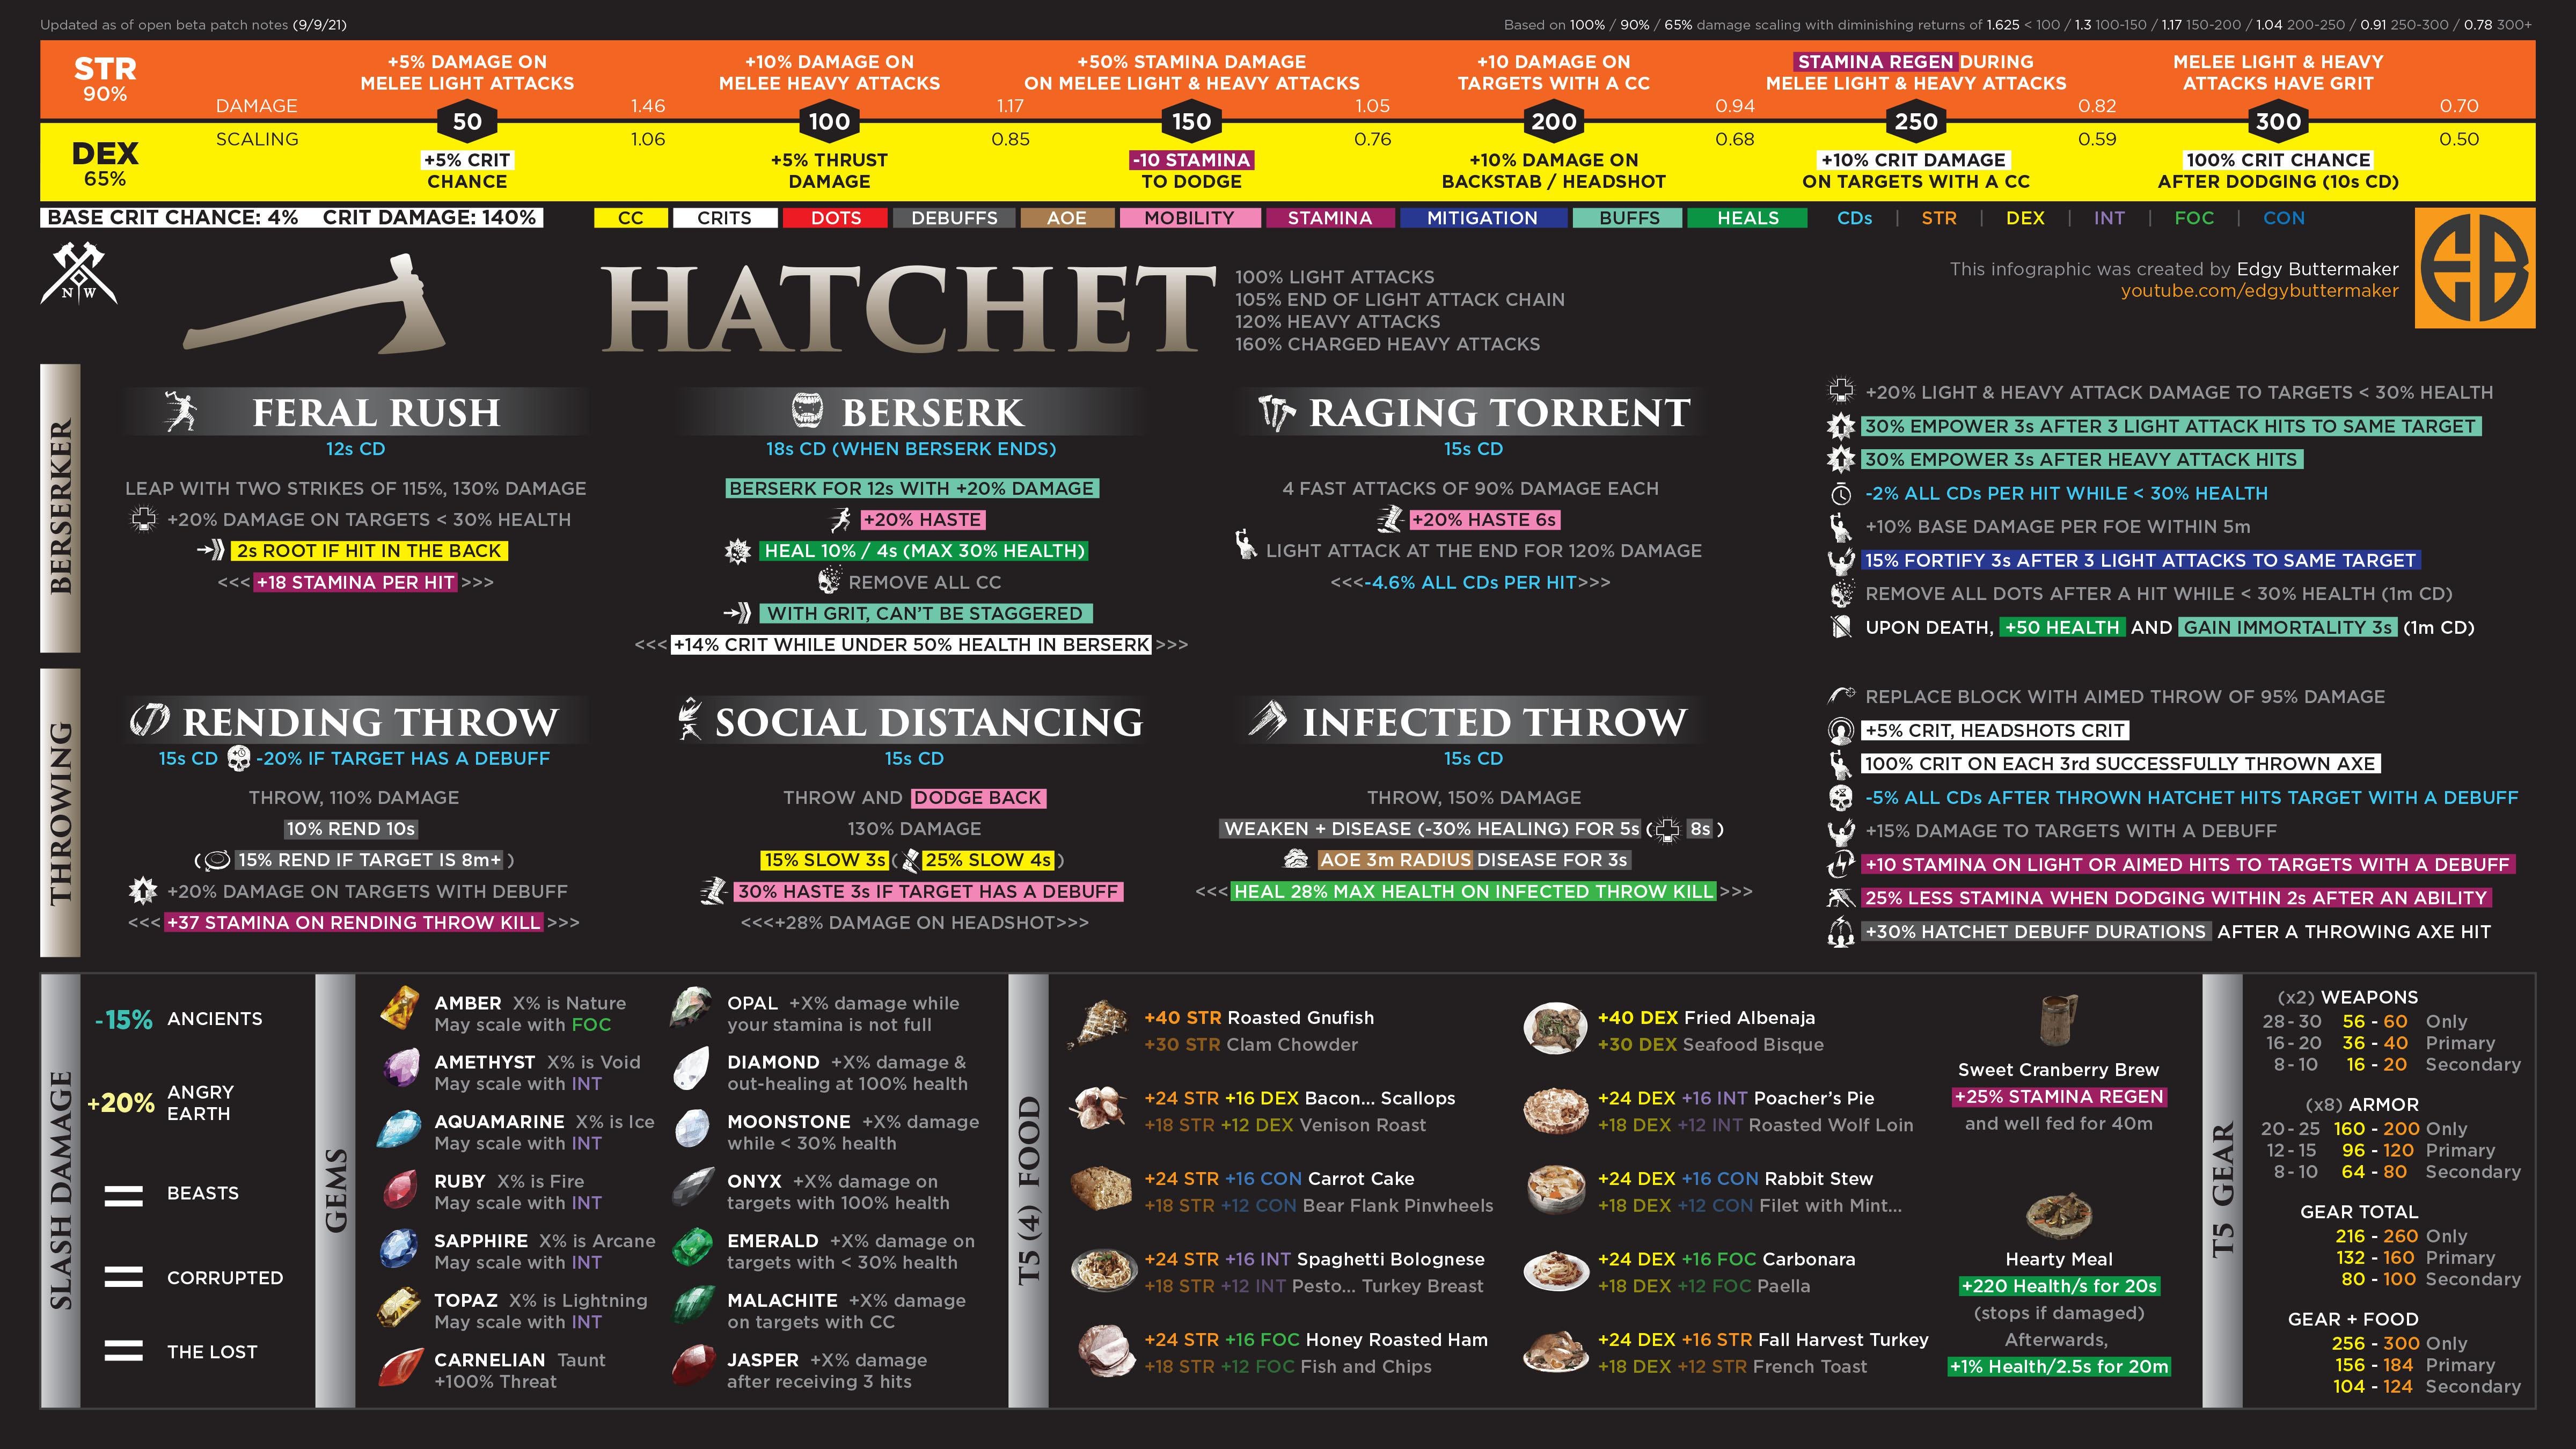 Updated as of open beta patch notes (9/9/21)
Based on 100% / 90% / 65% damage scaling with diminishing returns of 1.625 < 100 / 1.3 100-150 / 1.17 150-200 / 1.04 200-250 / 0.91 250-300 / 0.78 300+
STR
90%
+5% DAMAGE ON
MELEE LIGHT ATTACKS
+10% DAMAGE ON
MELEE HEAVY ATTACKS
+50% STAMINA DAMAGE
ON MELEE LIGHT & HEAVY ATTACKS
+10 DAMAGE ON
TARGETS WITH A CC
STAMINA REGEN DURING
MELEE LIGHT & HEAVY ATTACKS
MELEE LIGHT & HEAVY
ATTACKS HAVE GRIT
DAMAGE 1.46 1.17 1.05 0.94 0.82 0.70
50 100 150 200 250 300
SCALING 1.06 0.85 0.76 0.68 0.59 0.50
DEX
65%
+5% CRIT
CHANCE
+5% THRUST
DAMAGE
-10 STAMINA
TO DODGE
+10% DAMAGE ON
BACKSTAB / HEADSHOT
+10% CRIT DAMAGE
ON TARGETS WITH A CC
100% CRIT CHANCE
AFTER DODGING (10s CD)
BASE CRIT CHANCE: 4% CRIT DAMAGE: 140%
CC CRITS DOTS DEBUFFS AOE MOBILITY STAMINA MITIGATION BUFFS HEALS CDs | STR | DEX | INT | FOC | CON
N W
HATCHET
100% LIGHT ATTACKS
105% END OF LIGHT ATTACK CHAIN
120% HEAVY ATTACKS
160% CHARGED HEAVY ATTACKS
This infographic was created by Edgy Buttermaker
youtube.com/edgybuttermaker
EB
BERSERKER
FERAL RUSH
12s CD
LEAP WITH TWO STRIKES OF 115%, 130% DAMAGE
+20% DAMAGE ON TARGETS < 30% HEALTH
2s ROOT IF HIT IN THE BACK
<<< +18 STAMINA PER HIT >>>
BERSERK
18s CD (WHEN BERSERK ENDS)
BERSERK FOR 12s WITH +20% DAMAGE
+20% HASTE
HEAL 10% / 4s (MAX 30% HEALTH)
REMOVE ALL CC
WITH GRIT, CAN'T BE STAGGERED
<<< +14% CRIT WHILE UNDER 50% HEALTH IN BERSERK >>>
RAGING TORRENT
15s CD
4 FAST ATTACKS OF 90% DAMAGE EACH
+20% HASTE 6s
LIGHT ATTACK AT THE END FOR 120% DAMAGE
<<<-4.6% ALL CDs PER HIT>>>
+20% LIGHT & HEAVY ATTACK DAMAGE TO TARGETS < 30% HEALTH
30% EMPOWER 3s AFTER 3 LIGHT ATTACK HITS TO SAME TARGET
30% EMPOWER 3s AFTER HEAVY ATTACK HITS
-2% ALL CDs PER HIT WHILE < 30% HEALTH
+10% BASE DAMAGE PER FOE WITHIN 5m
15% FORTIFY 3s AFTER 3 LIGHT ATTACKS TO SAME TARGET
REMOVE ALL DOTS AFTER A HIT WHILE < 30% HEALTH (1m CD)
UPON DEATH, +50 HEALTH AND GAIN IMMORTALITY 3s (1m CD)
THROWING
RENDING THROW
15s CD -20% IF TARGET HAS A DEBUFF
THROW, 110% DAMAGE
10% REND 10s
( 15% REND IF TARGET IS 8m+ )
+20% DAMAGE ON TARGETS WITH DEBUFF
<<< +37 STAMINA ON RENDING THROW KILL >>>
SOCIAL DISTANCING
15s CD
THROW AND DODGE BACK
130% DAMAGE
15% SLOW 3s ( 25% SLOW 4s )
30% HASTE 3s IF TARGET HAS A DEBUFF
<<<+28% DAMAGE ON HEADSHOT>>>
INFECTED THROW
15s CD
THROW, 150% DAMAGE
WEAKEN + DISEASE (-30% HEALING) FOR 5s ( 8s )
AOE 3m RADIUS DISEASE FOR 3s
<<< HEAL 28% MAX HEALTH ON INFECTED THROW KILL >>>
REPLACE BLOCK WITH AIMED THROW OF 95% DAMAGE
+5% CRIT, HEADSHOTS CRIT
100% CRIT ON EACH 3rd SUCCESSFULLY THROWN AXE
-5% ALL CDs AFTER THROWN HATCHET HITS TARGET WITH A DEBUFF
+15% DAMAGE TO TARGETS WITH A DEBUFF
+10 STAMINA ON LIGHT OR AIMED HITS TO TARGETS WITH A DEBUFF
25% LESS STAMINA WHEN DODGING WITHIN 2s AFTER AN ABILITY
+30% HATCHET DEBUFF DURATIONS AFTER A THROWING AXE HIT
SLASH DAMAGE
-15% ANCIENTS
+20% ANGRY
EARTH
= BEASTS
= CORRUPTED
= THE LOST
GEMS
AMBER X% is Nature
May scale with FOC
AMETHYST X% is Void
May scale with INT
AQUAMARINE X% is Ice
May scale with INT
RUBY X% is Fire
May scale with INT
SAPPHIRE X% is Arcane
May scale with INT
TOPAZ X% is Lightning
May scale with INT
CARNELIAN Taunt
+100% Threat
OPAL +X% damage while
your stamina is not full
DIAMOND +X% damage &
out-healing at 100% health
MOONSTONE +X% damage
while < 30% health
ONYX +X% damage on
targets with 100% health
EMERALD +X% damage on
targets with < 30% health
MALACHITE +X% damage
on targets with CC
JASPER +X% damage
after receiving 3 hits
T5 (4) FOOD
+40 STR Roasted Gnufish
+30 STR Clam Chowder
+24 STR +16 DEX Bacon... Scallops
+18 STR +12 DEX Venison Roast
+24 STR +16 CON Carrot Cake
+18 STR +12 CON Bear Flank Pinwheels
+24 STR +16 INT Spaghetti Bolognese
+18 STR +12 INT Pesto... Turkey Breast
+24 STR +16 FOC Honey Roasted Ham
+18 STR +12 FOC Fish and Chips
+40 DEX Fried Albenaja
+30 DEX Seafood Bisque
+24 DEX +16 INT Poacher's Pie
+18 DEX +12 INT Roasted Wolf Loin
+24 DEX +16 CON Rabbit Stew
+18 DEX +12 CON Filet with Mint...
+24 DEX +16 FOC Carbonara
+18 DEX +12 FOC Paella
+24 DEX +16 STR Fall Harvest Turkey
+18 DEX +12 STR French Toast
Sweet Cranberry Brew
+25% STAMINA REGEN
and well fed for 40m
Hearty Meal
+220 Health/s for 20s
(stops if damaged)
Afterwards,
+1% Health/2.5s for 20m
T5 GEAR
(x2) WEAPONS
28-30 56 - 60 Only
16-20 36 - 40 Primary
8-10 16 - 20 Secondary
(x8) ARMOR
20-25 160 - 200 Only
12-15 96 - 120 Primary
8-10 64 - 80 Secondary
GEAR TOTAL
216 - 260 Only
132 - 160 Primary
80 - 100 Secondary
GEAR + FOOD
256 - 300 Only
156 - 184 Primary
104 - 124 Secondary